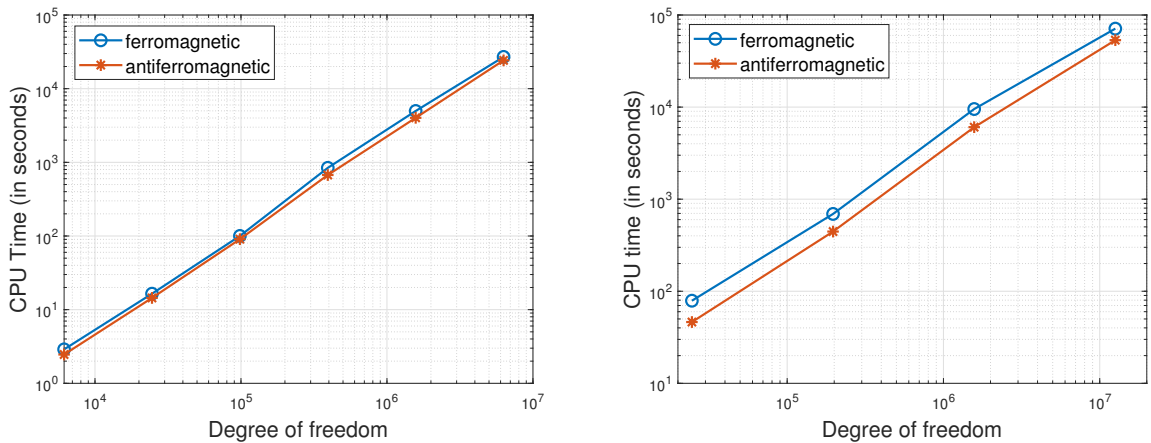 10^5
10^4
10^3
10^2
10^1
10^0
CPU Time (in seconds)
ferromagnetic
antiferromagnetic
10^4
10^5
10^6
10^7
Degree of freedom
10^5
10^4
10^3
10^2
10^1
CPU time (in seconds)
ferromagnetic
antiferromagnetic
10^5
10^6
10^7
Degree of freedom